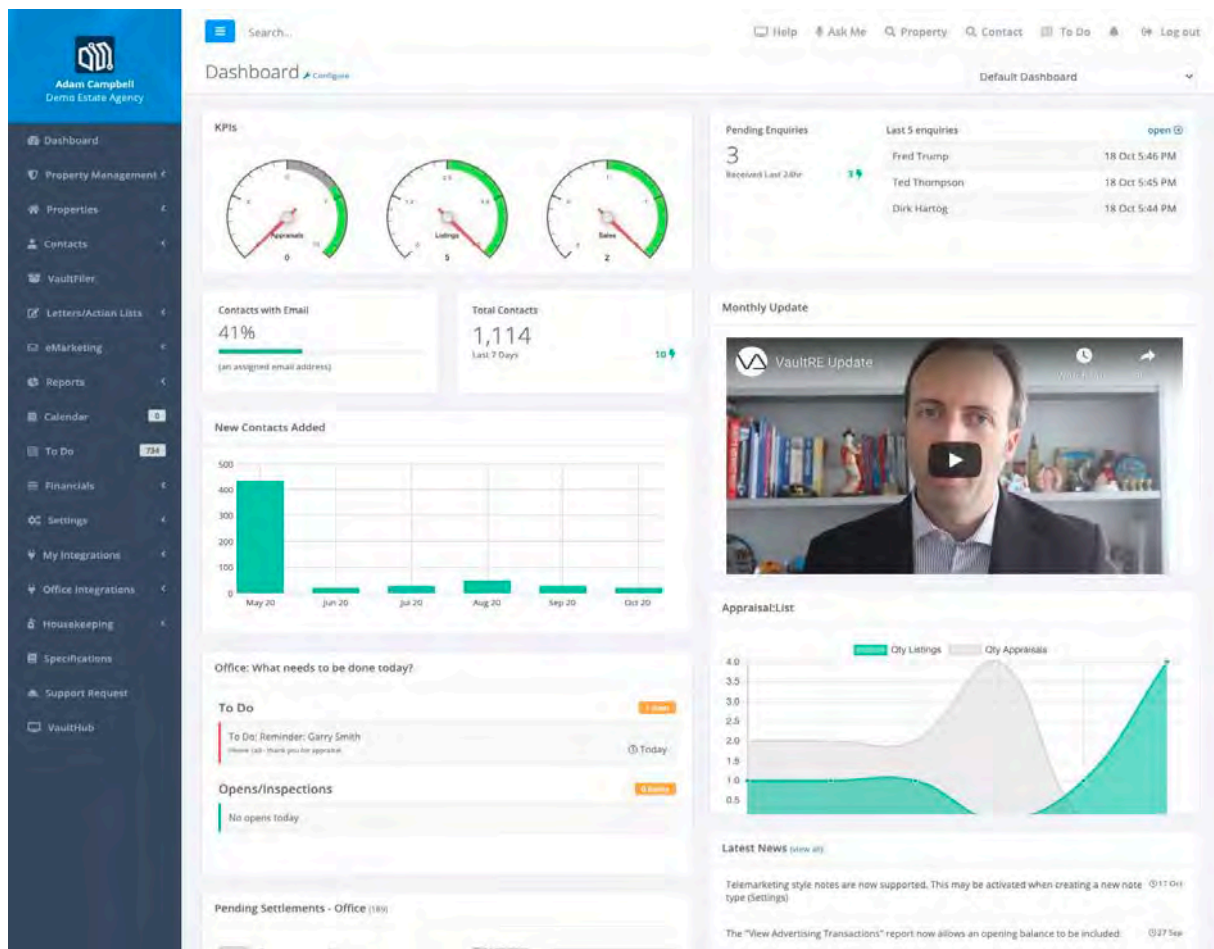 Adam Campbell
Demo Estate Agency
Dashboard
Property Management
Properties
Contacts
VaultFiler
Letters/Action Lists
eMarketing
Reports
Calendar 0
To Do 734
Financials
Settings
My Integrations
Office Integrations
Housekeeping
Specifications
Support Request
VaultHub
Search...
Help Ask Me Property Contact To Do Log out
Dashboard Configure
Default Dashboard
KPIs
Appraisals
0
Listings
5
Sales
2
Pending Enquiries
3
Received Last 24hr 3
Last 5 enquiries open
Fred Trump 18 Oct 5:46 PM
Ted Thompson 18 Oct 5:45 PM
Dirk Hartog 18 Oct 5:44 PM
Contacts with Email
41%
(an assigned email address)
Total Contacts
1,114
Last 7 Days 10
Monthly Update
VaultRE Update
New Contacts Added
500
400
300
200
100
0
May 20 Jun 20 Jul 20 Aug 20 Sep 20 Oct 20
Appraisal:List
Qty Listings Qty Appraisals
4.0
3.5
3.0
2.5
2.0
1.5
1.0
0.5
Office: What needs to be done today?
To Do
To Do: Reminder: Garry Smith
Today
Opens/Inspections
No opens today
Latest News (view all)
Telemarketing style notes are now supported. This may be activated when creating a new note 17 Oct
type (Settings)
The "View Advertising Transactions" report now allows an opening balance to be included. 27 Sep
Pending Settlements - Office (189)